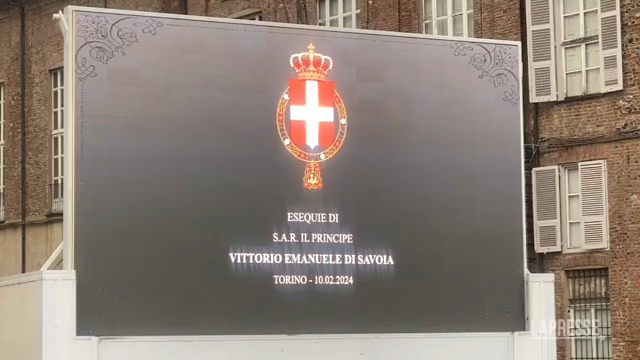 ESEQUIE DI
S.A.R. IL PRINCIPE
VITTORIO EMANUELE DI SAVOIA
TORINO - 10.02.2024
LAPRESSE